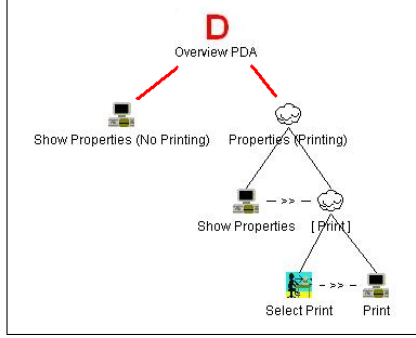 D
Overview PDA
Show Properties (No Printing) Properties (Printing)
- >> -
Show Properties [ Print ]
- >> -
Select Print Print